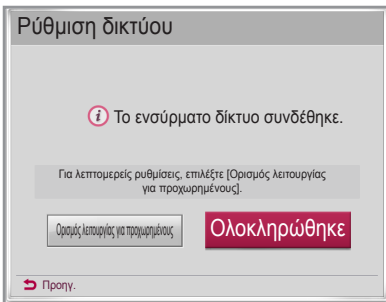 Ρύθμιση δικτύου
Το ενσύρματο δίκτυο συνδέθηκε.
Για λεπτομερείς ρυθμίσεις, επιλέξτε [Ορισμός λειτουργίας
για προχωρημένους].
Ορισμός λειτουργίας για προχωρημένους
Ολοκληρώθηκε
Προηγ.